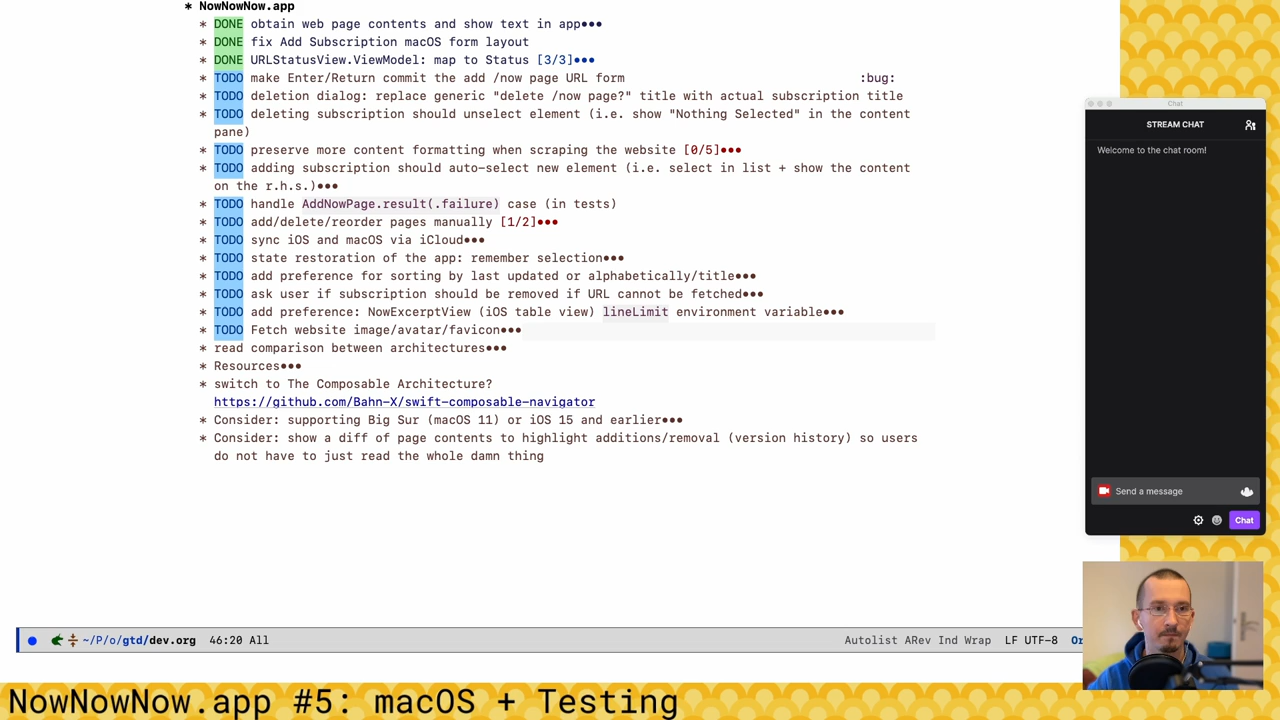 * NowNowNow.app
* DONE obtain web page contents and show text in app•••
* DONE fix Add Subscription macOS form layout
* DONE URLStatusView.ViewModel: map to Status [3/3]•••
* TODO make Enter/Return commit the add /now page URL form :bug:
* TODO deletion dialog: replace generic "delete /now page?" title with actual subscription title
* TODO deleting subscription should unselect element (i.e. show "Nothing Selected" in the content
pane)
* TODO preserve more content formatting when scraping the website [0/5]•••
* TODO adding subscription should auto-select new element (i.e. select in list + show the content
on the r.h.s.)•••
* TODO handle AddNowPage.result(.failure) case (in tests)
* TODO add/delete/reorder pages manually [1/2]•••
* TODO sync iOS and macOS via iCloud•••
* TODO state restoration of the app: remember selection•••
* TODO add preference for sorting by last updated or alphabetically/title•••
* TODO ask user if subscription should be removed if URL cannot be fetched•••
* TODO add preference: NowExcerptView (iOS table view) lineLimit environment variable•••
* TODO Fetch website image/avatar/favicon•••
* read comparison between architectures•••
* Resources•••
* switch to The Composable Architecture?
https://github.com/Bahn-X/swift-composable-navigator
* Consider: supporting Big Sur (macOS 11) or iOS 15 and earlier•••
* Consider: show a diff of page contents to highlight additions/removal (version history) so users
do not have to just read the whole damn thing
~/P/o/gtd/dev.org 46:20 All Autolist ARev Ind Wrap LF UTF-8 Or
Chat
STREAM CHAT
Welcome to the chat room!
Send a message
Chat
NowNowNow.app #5: macOS + Testing